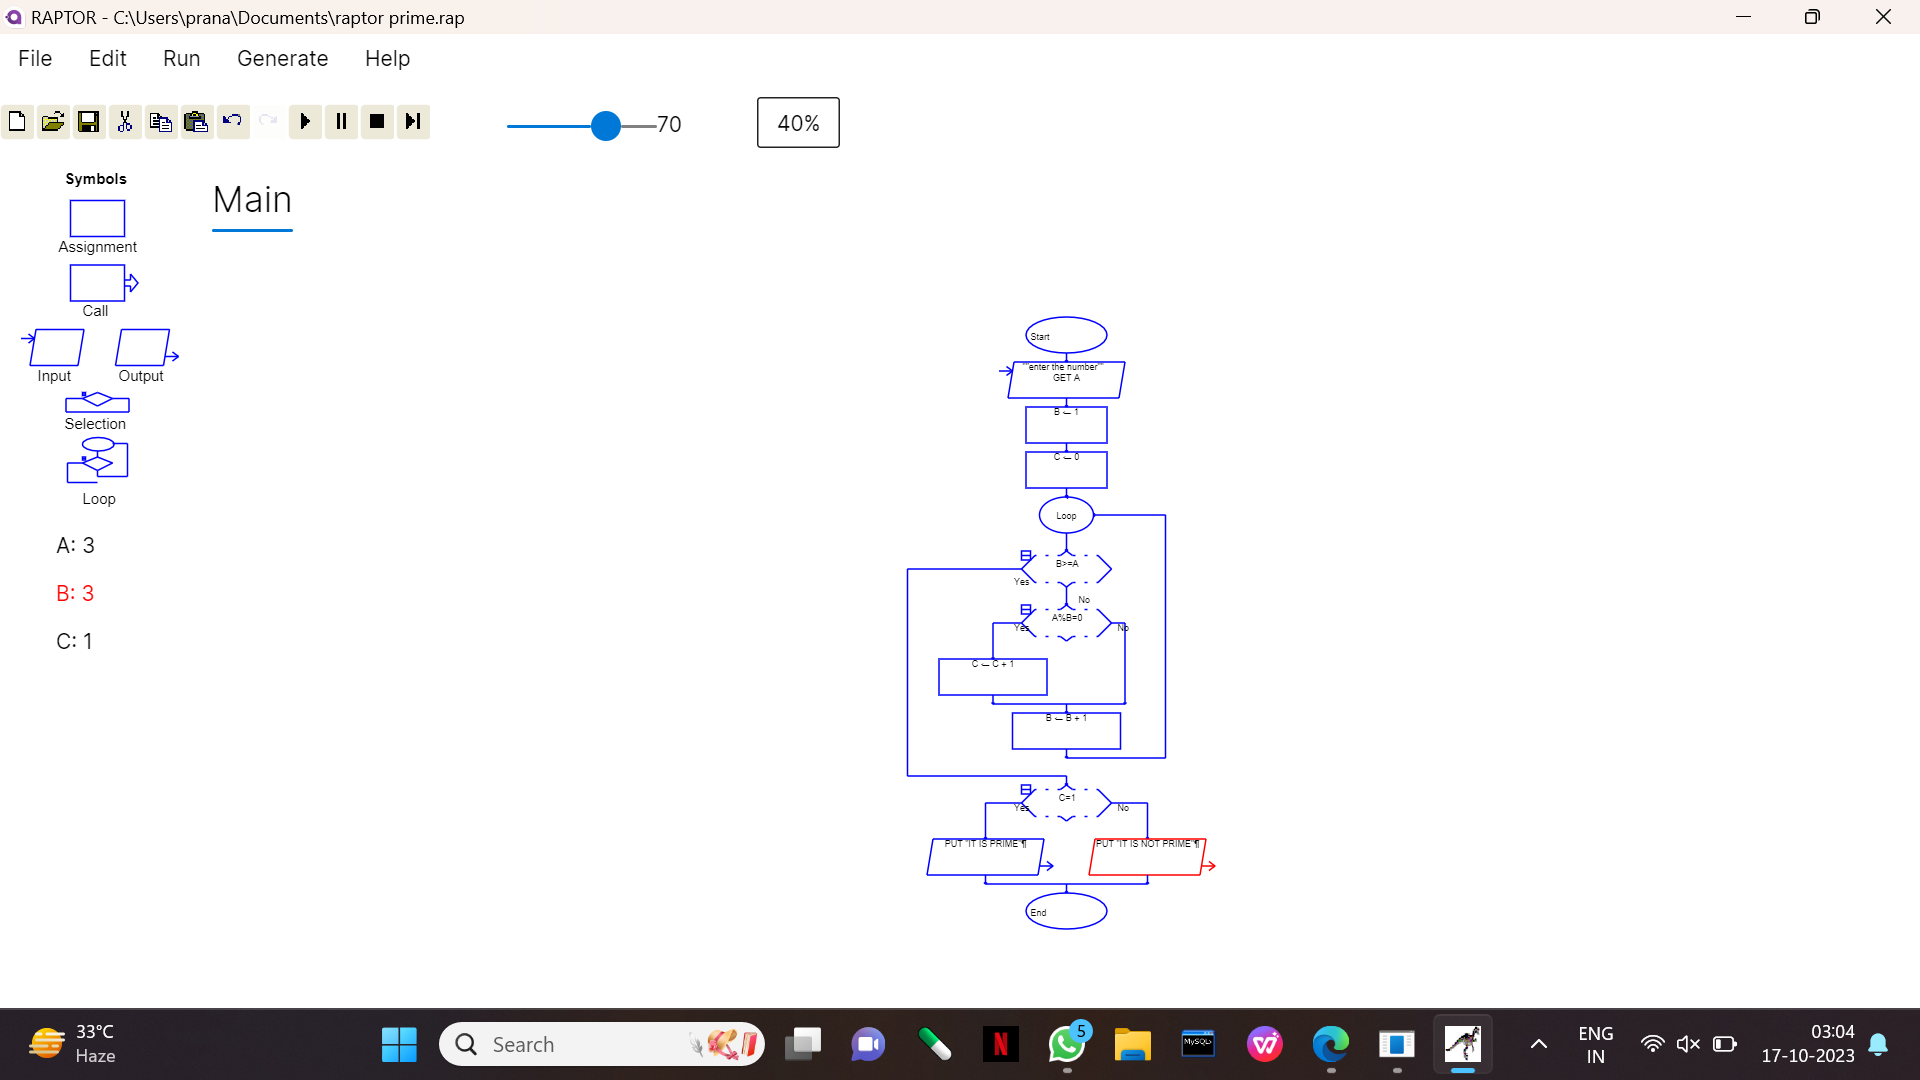 RAPTOR - C:\Users\prana\Documents\raptor prime.rap
File Edit Run Generate Help
70
40%
Symbols
Main
Assignment
Call
Input Output
Selection
Loop
A: 3
B: 3
C: 1
Start
"enter the number"
GET A
B ← 1
C ← 0
Loop
B>=A
Yes
No
A%B=0
Yes No
C ← C + 1
B ← B + 1
C=1
Yes No
PUT "IT IS PRIME"¶ PUT "IT IS NOT PRIME"¶
End
33°C
Haze
Search
5
MySQL>
ENG
IN
03:04
17-10-2023